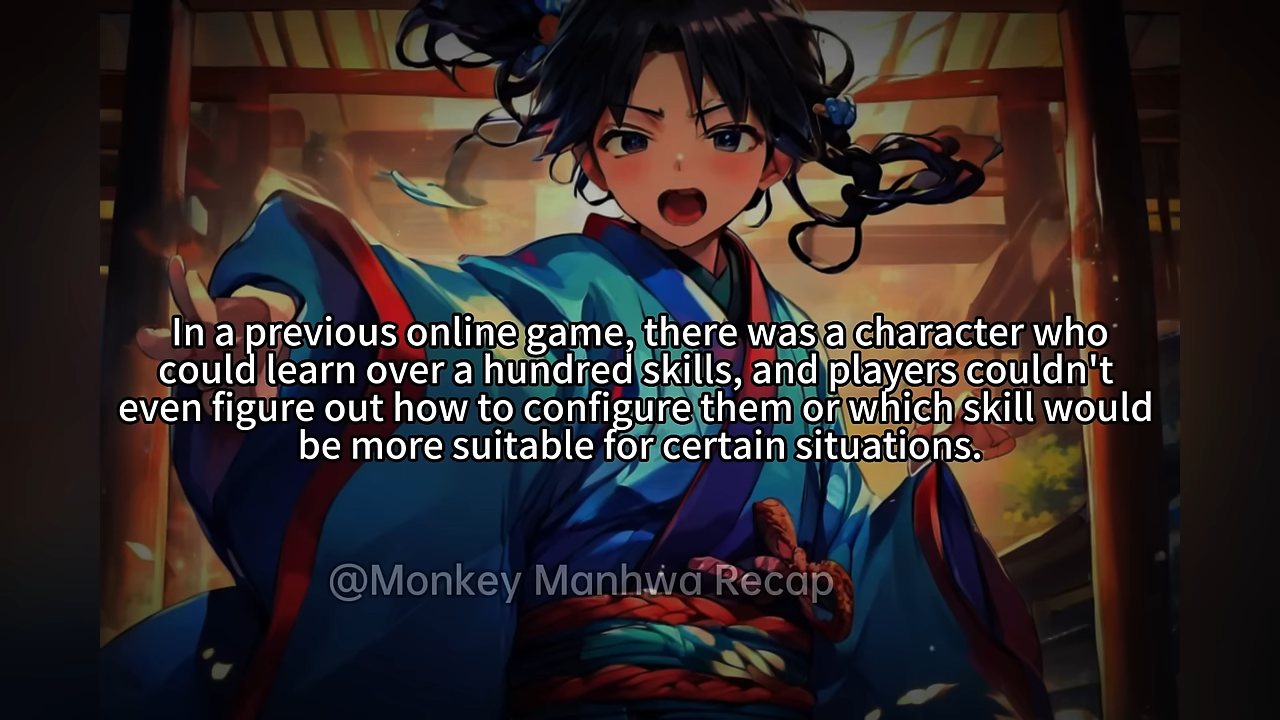 In a previous online game, there was a character who
could learn over a hundred skills, and players couldn't
even figure out how to configure them or which skill would
be more suitable for certain situations.
@Monkey Manhwa Recap